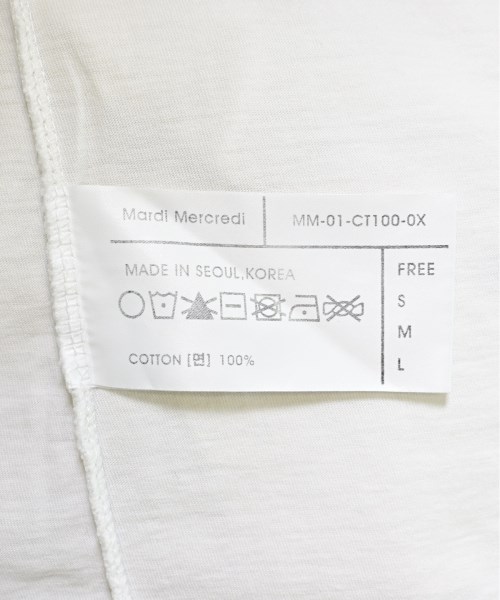 Mardi Mercredi
MM-01-CT100-0X
MADE IN SEOUL,KOREA
COTTON [면] 100%
FREE
S
M
L